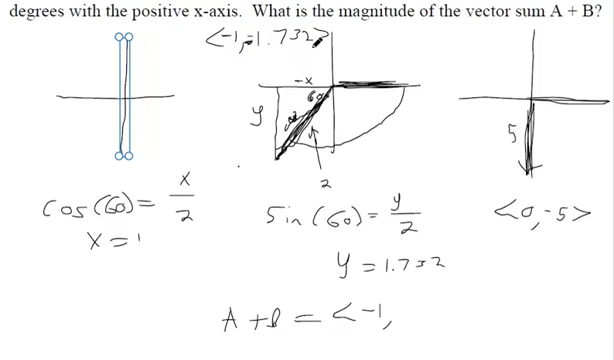 degrees with the positive x-axis.  What is the magnitude of the vector sum A + B?
<-1,-1.732>
-x
60
y
5
2
cos(60) = x/2
sin(60) = y/2
<0,-5>
x = 1
y = 1.732
A + B = <-1,